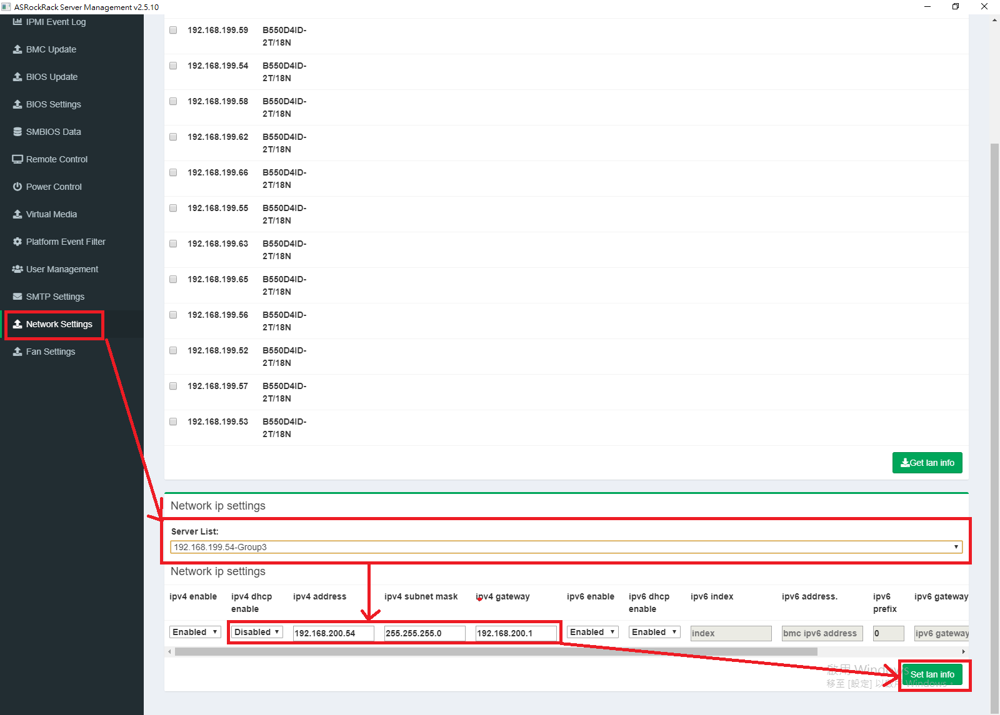 ASRockRack Server Management v2.5.10
IPMI Event Log
BMC Update
BIOS Update
BIOS Settings
SMBIOS Data
Remote Control
Power Control
Virtual Media
Platform Event Filter
User Management
SMTP Settings
Network Settings
Fan Settings
192.168.199.59 B550D4ID-
2T/18N
192.168.199.54 B550D4ID-
2T/18N
192.168.199.58 B550D4ID-
2T/18N
192.168.199.62 B550D4ID-
2T/18N
192.168.199.66 B550D4ID-
2T/18N
192.168.199.55 B550D4ID-
2T/18N
192.168.199.63 B550D4ID-
2T/18N
192.168.199.65 B550D4ID-
2T/18N
192.168.199.56 B550D4ID-
2T/18N
192.168.199.52 B550D4ID-
2T/18N
192.168.199.57 B550D4ID-
2T/18N
192.168.199.53 B550D4ID-
2T/18N
Get lan info
Network ip settings
Server List:
192.168.199.54-Group3
Network ip settings
ipv4 enable ipv4 dhcp ipv4 address ipv4 subnet mask ipv4 gateway ipv6 enable ipv6 dhcp ipv6 index ipv6 address. ipv6 ipv6 gateway
enable enable prefix
Enabled Disabled 192.168.200.54 255.255.255.0 192.168.200.1 Enabled Enabled index bmc ipv6 address 0 ipv6 gateway
啟用 Windows
Set lan info
移至 [設定] 以啟用 Windows。